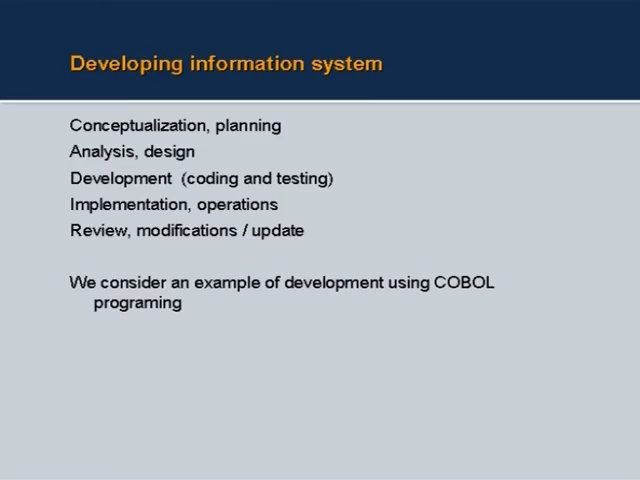 Developing information system
Conceptualization, planning
Analysis, design
Development (coding and testing)
Implementation, operations
Review, modifications / update
We consider an example of development using COBOL
programing